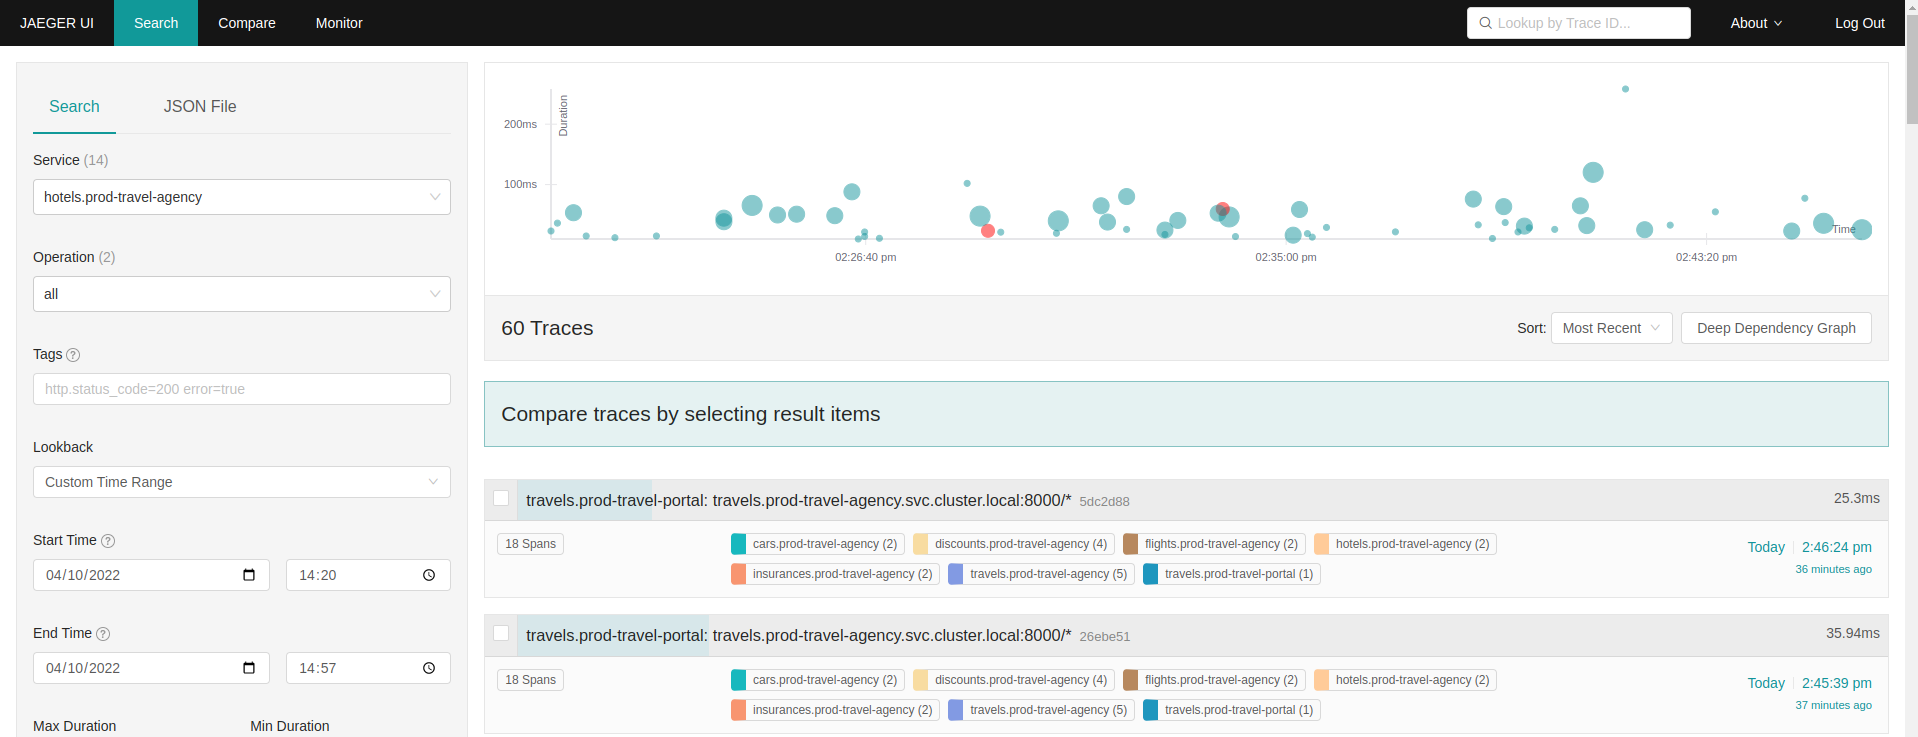 JAEGER UI Search Compare Monitor Lookup by Trace ID... About Log Out
Search JSON File
Service (14)
hotels.prod-travel-agency
Operation (2)
all
Tags ?
http.status_code=200 error=true
Lookback
Custom Time Range
Start Time ?
04/10/2022 14:20
End Time ?
04/10/2022 14:57
Max Duration Min Duration
Duration
200ms
100ms
Time
02:26:40 pm 02:35:00 pm 02:43:20 pm
60 Traces Sort: Most Recent Deep Dependency Graph
Compare traces by selecting result items
travels.prod-travel-portal: travels.prod-travel-agency.svc.cluster.local:8000/* 5dc2d88 25.3ms
18 Spans cars.prod-travel-agency (2) discounts.prod-travel-agency (4) flights.prod-travel-agency (2) hotels.prod-travel-agency (2) Today 2:46:24 pm
insurances.prod-travel-agency (2) travels.prod-travel-agency (5) travels.prod-travel-portal (1) 36 minutes ago
travels.prod-travel-portal: travels.prod-travel-agency.svc.cluster.local:8000/* 26ebe51 35.94ms
18 Spans cars.prod-travel-agency (2) discounts.prod-travel-agency (4) flights.prod-travel-agency (2) hotels.prod-travel-agency (2) Today 2:45:39 pm
insurances.prod-travel-agency (2) travels.prod-travel-agency (5) travels.prod-travel-portal (1) 37 minutes ago